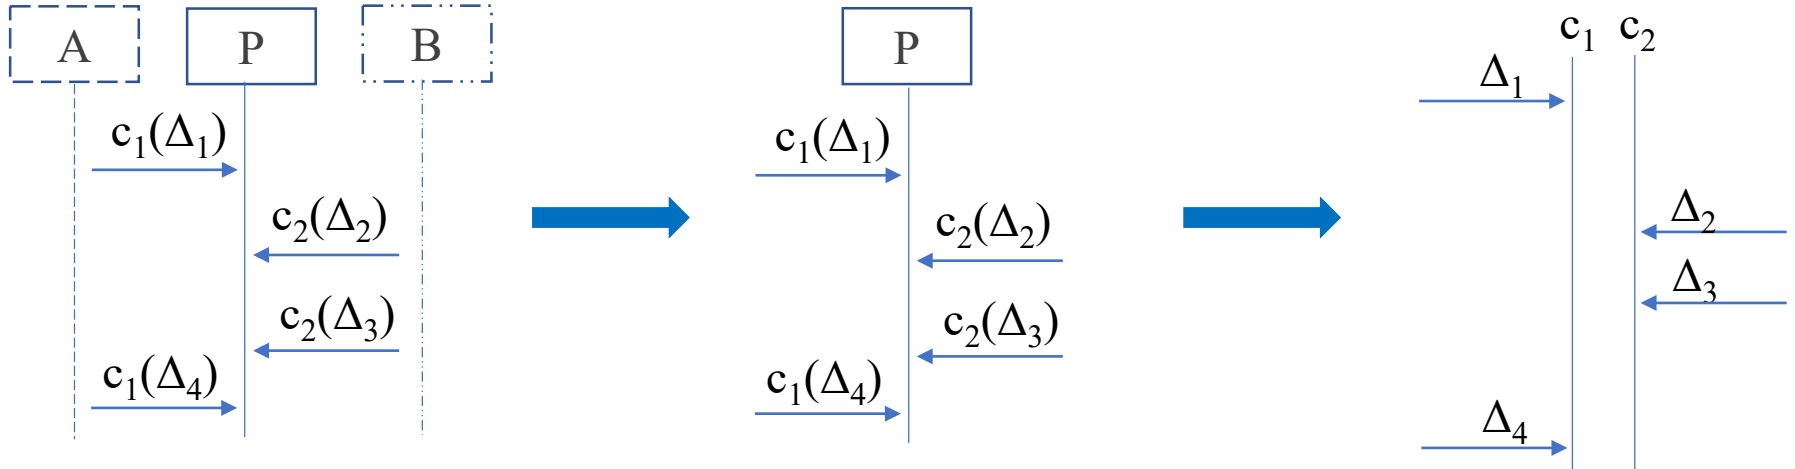 A P B
c₁(Δ₁)
c₂(Δ₂)
c₂(Δ₃)
c₁(Δ₄)
P
c₁(Δ₁)
c₂(Δ₂)
c₂(Δ₃)
c₁(Δ₄)
c₁ c₂
Δ₁
Δ₂
Δ₃
Δ₄